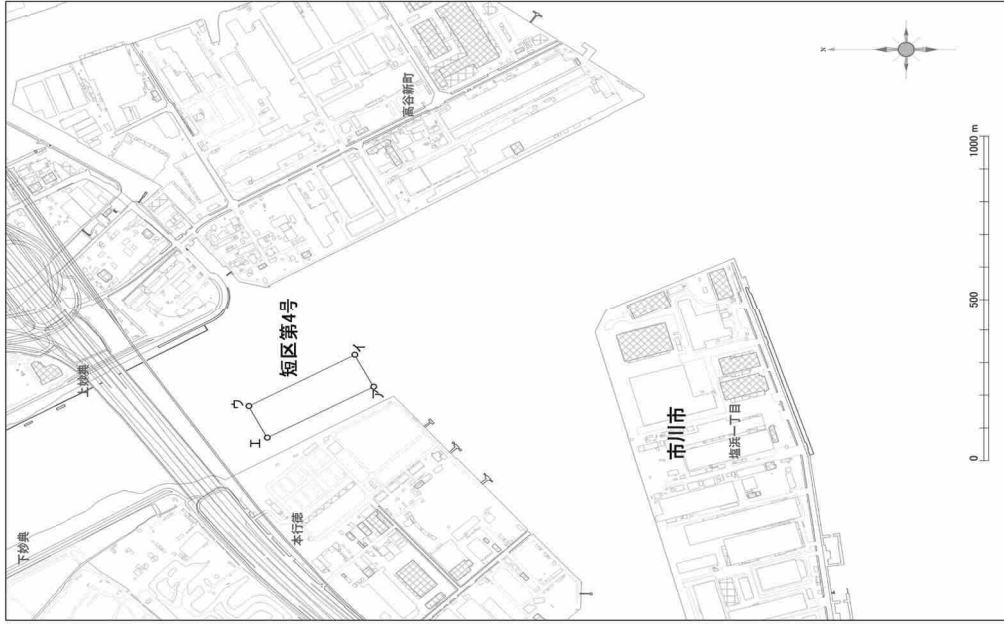 N
高谷新町
短区第4号
ウ
イ
エ
ア
上妙典
下妙典
本行徳
市川市
塩浜一丁目
0
500
1000 m